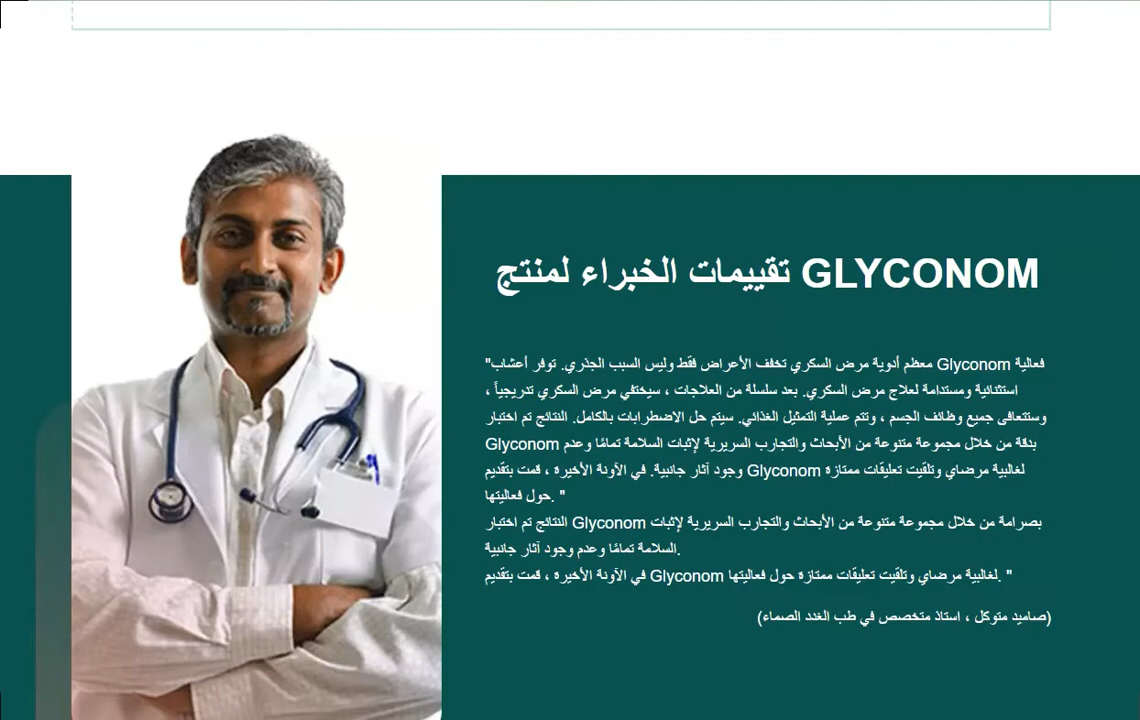 تقييمات الخبراء لمنتج GLYCONOM
"معظم أدوية مرض السكري تخفف الأعراض فقط وليس السبب الجذري. توفر أعشاب Glyconom فعالية
استثنائية ومستدامة لعلاج مرض السكري. بعد سلسلة من العلاجات ، سيختفي مرض السكري تدريجياً ،
وستتعافى جميع وظائف الجسم ، وتتم عملية التمثيل الغذائي. سيتم حل الاضطرابات بالكامل. النتائج تم اختبار
Glyconom بدقة من خلال مجموعة متنوعة من الأبحاث والتجارب السريرية لإثبات السلامة تمامًا وعدم
وجود آثار جانبية. في الآونة الأخيرة ، قمت بتقديم Glyconom لغالبية مرضاي وتلقيت تعليقات ممتازة
حول فعاليتها. "
النتائج تم اختبار Glyconom بصرامة من خلال مجموعة متنوعة من الأبحاث والتجارب السريرية لإثبات
السلامة تمامًا وعدم وجود آثار جانبية.
في الآونة الأخيرة ، قمت بتقديم Glyconom لغالبية مرضاي وتلقيت تعليقات ممتازة حول فعاليتها. "
(صاميد متوكل ، استاذ متخصص في طب الغدد الصماء)